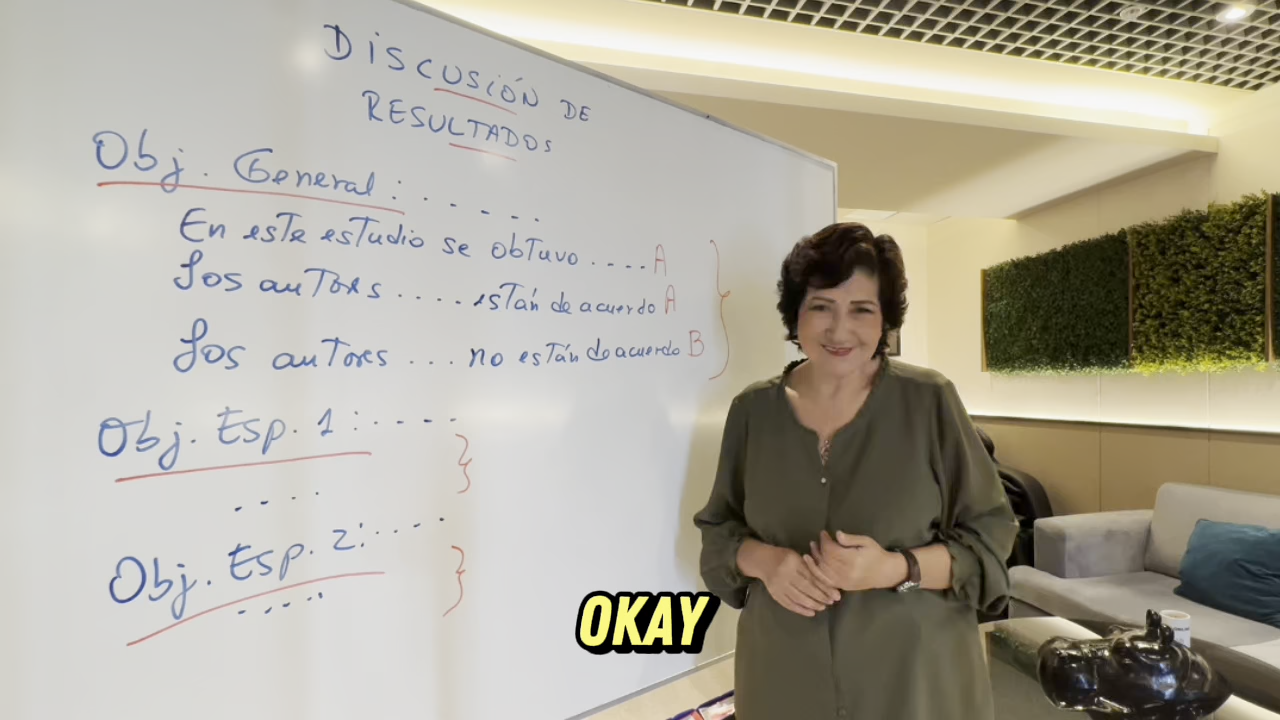 DISCUSIÓN DE
RESULTADOS
Obj. General: . . . . . .
En este estudio se obtuvo . . . . A
Los autores . . . . están de acuerdo A
Los autores . . . no están de acuerdo B
Obj. Esp. 1: . . . .
. . . .
Obj. Esp. 2: . . . .
. . . . .
OKAY